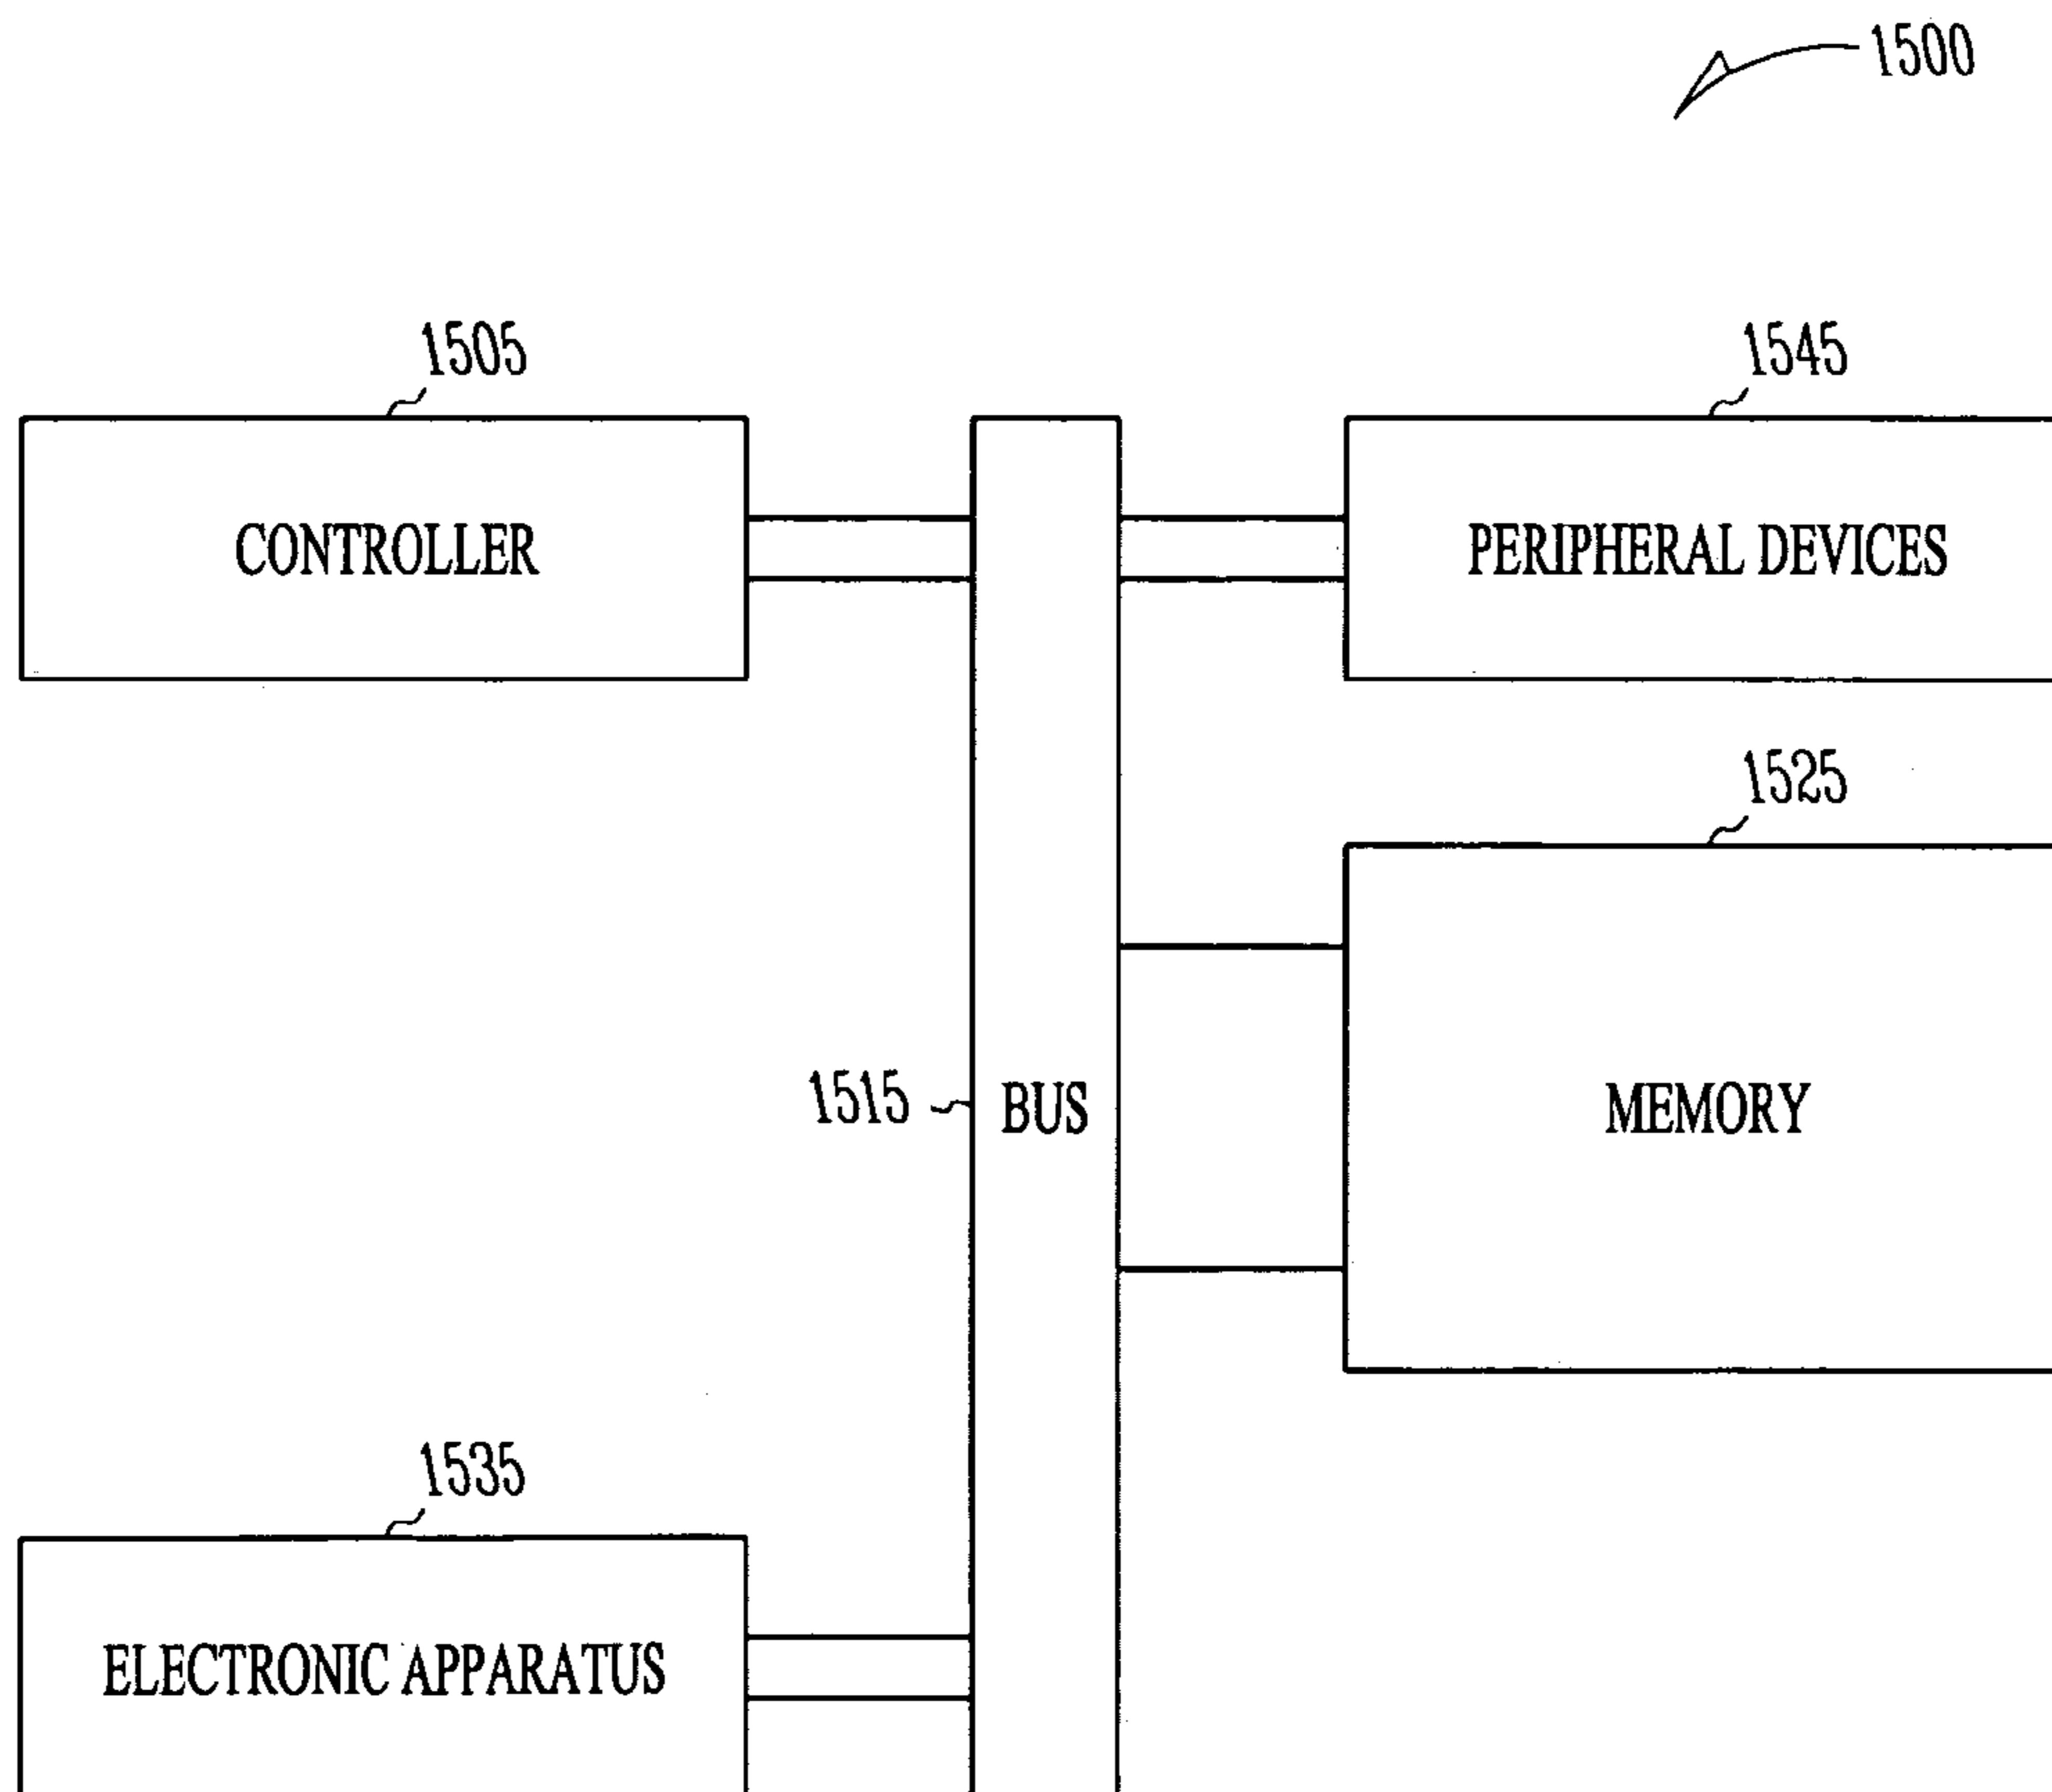 1500
1505
1545
CONTROLLER
PERIPHERAL DEVICES
1525
1515
BUS
MEMORY
1535
ELECTRONIC APPARATUS